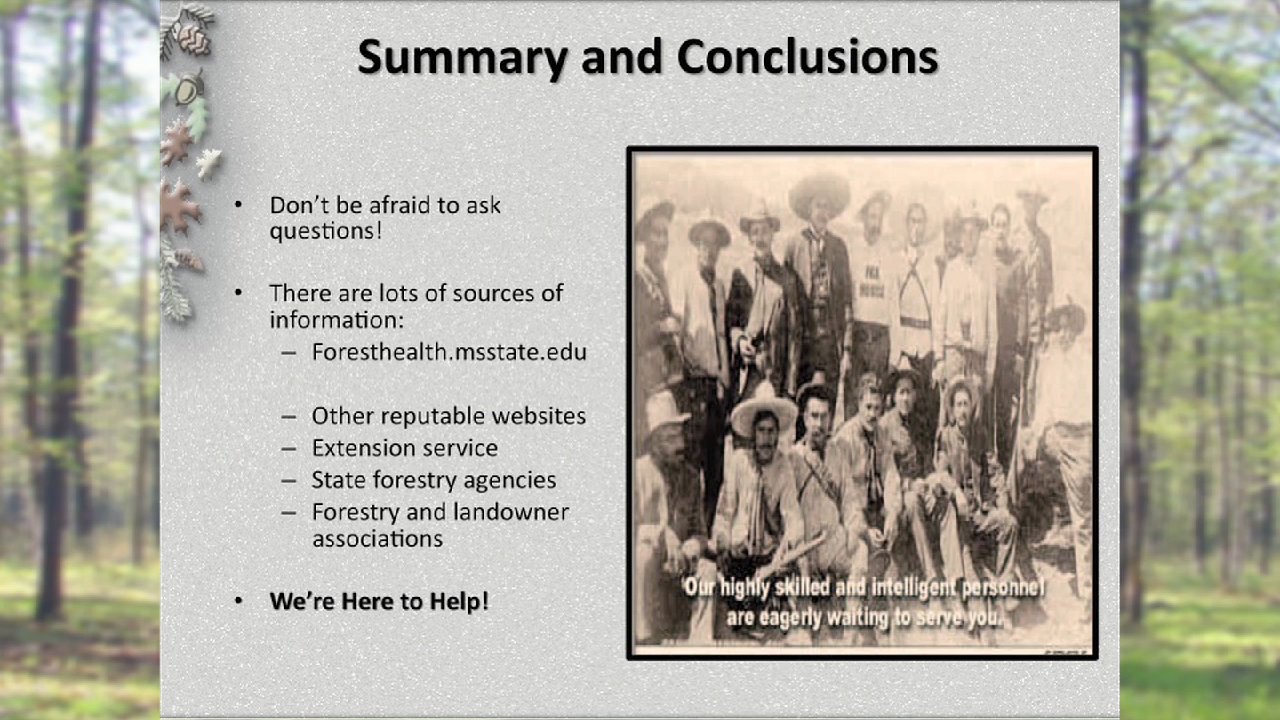 Summary and Conclusions
• Don't be afraid to ask
questions!
• There are lots of sources of
information:
– Foresthealth.msstate.edu
– Other reputable websites
– Extension service
– State forestry agencies
– Forestry and landowner
associations
• We're Here to Help!
"Our highly skilled and intelligent personnel
are eagerly waiting to serve you.